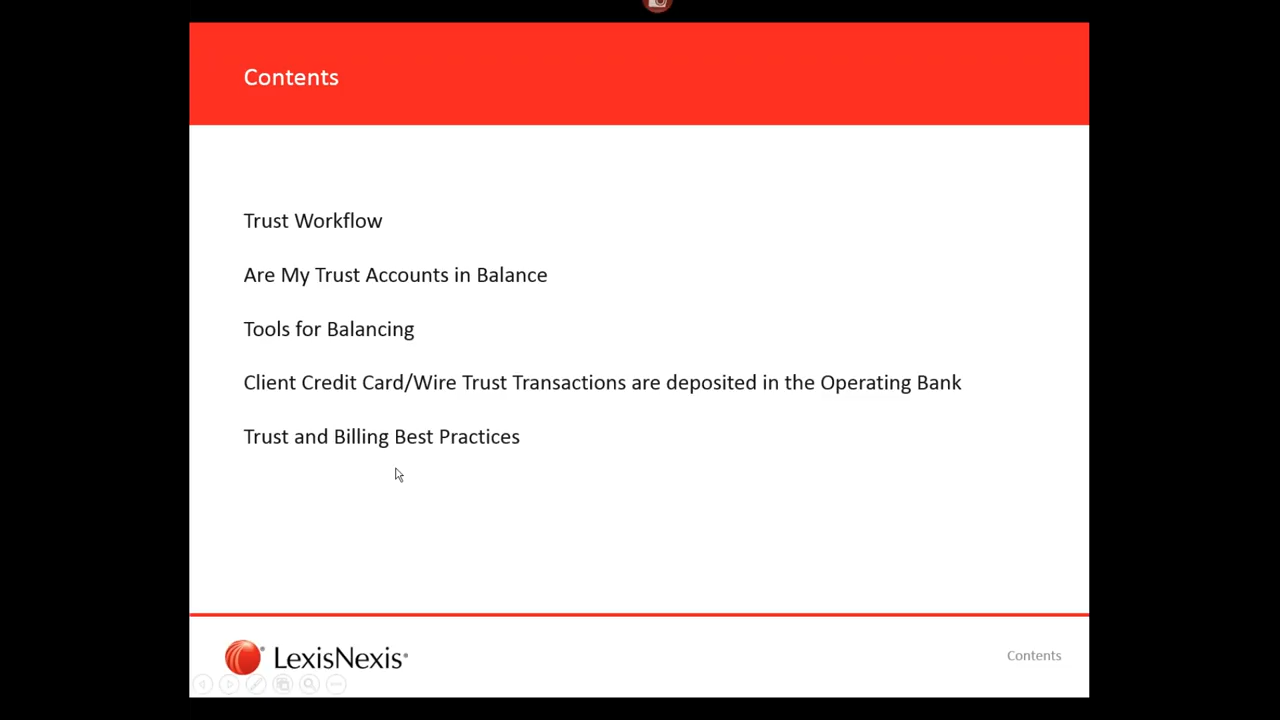 Contents
Trust Workflow
Are My Trust Accounts in Balance
Tools for Balancing
Client Credit Card/Wire Trust Transactions are deposited in the Operating Bank
Trust and Billing Best Practices
LexisNexis®
Contents